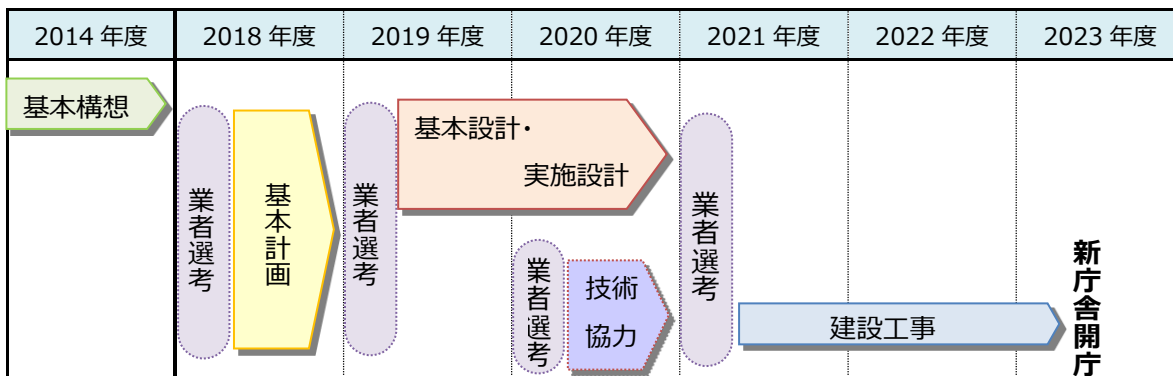 2014 年度
2018 年度
2019 年度
2020 年度
2021 年度
2022 年度
2023 年度
基本構想
業者選考
基本計画
業者選考
基本設計・
実施設計
業者選考
技術
協力
業者選考
建設工事
新庁舎開庁